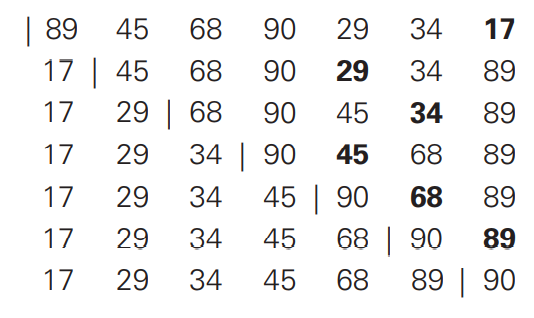 | 89 45 68 90 29 34 17
17 | 45 68 90 29 34 89
17 29 | 68 90 45 34 89
17 29 34 | 90 45 68 89
17 29 34 45 | 90 68 89
17 29 34 45 68 | 90 89
17 29 34 45 68 89 | 90